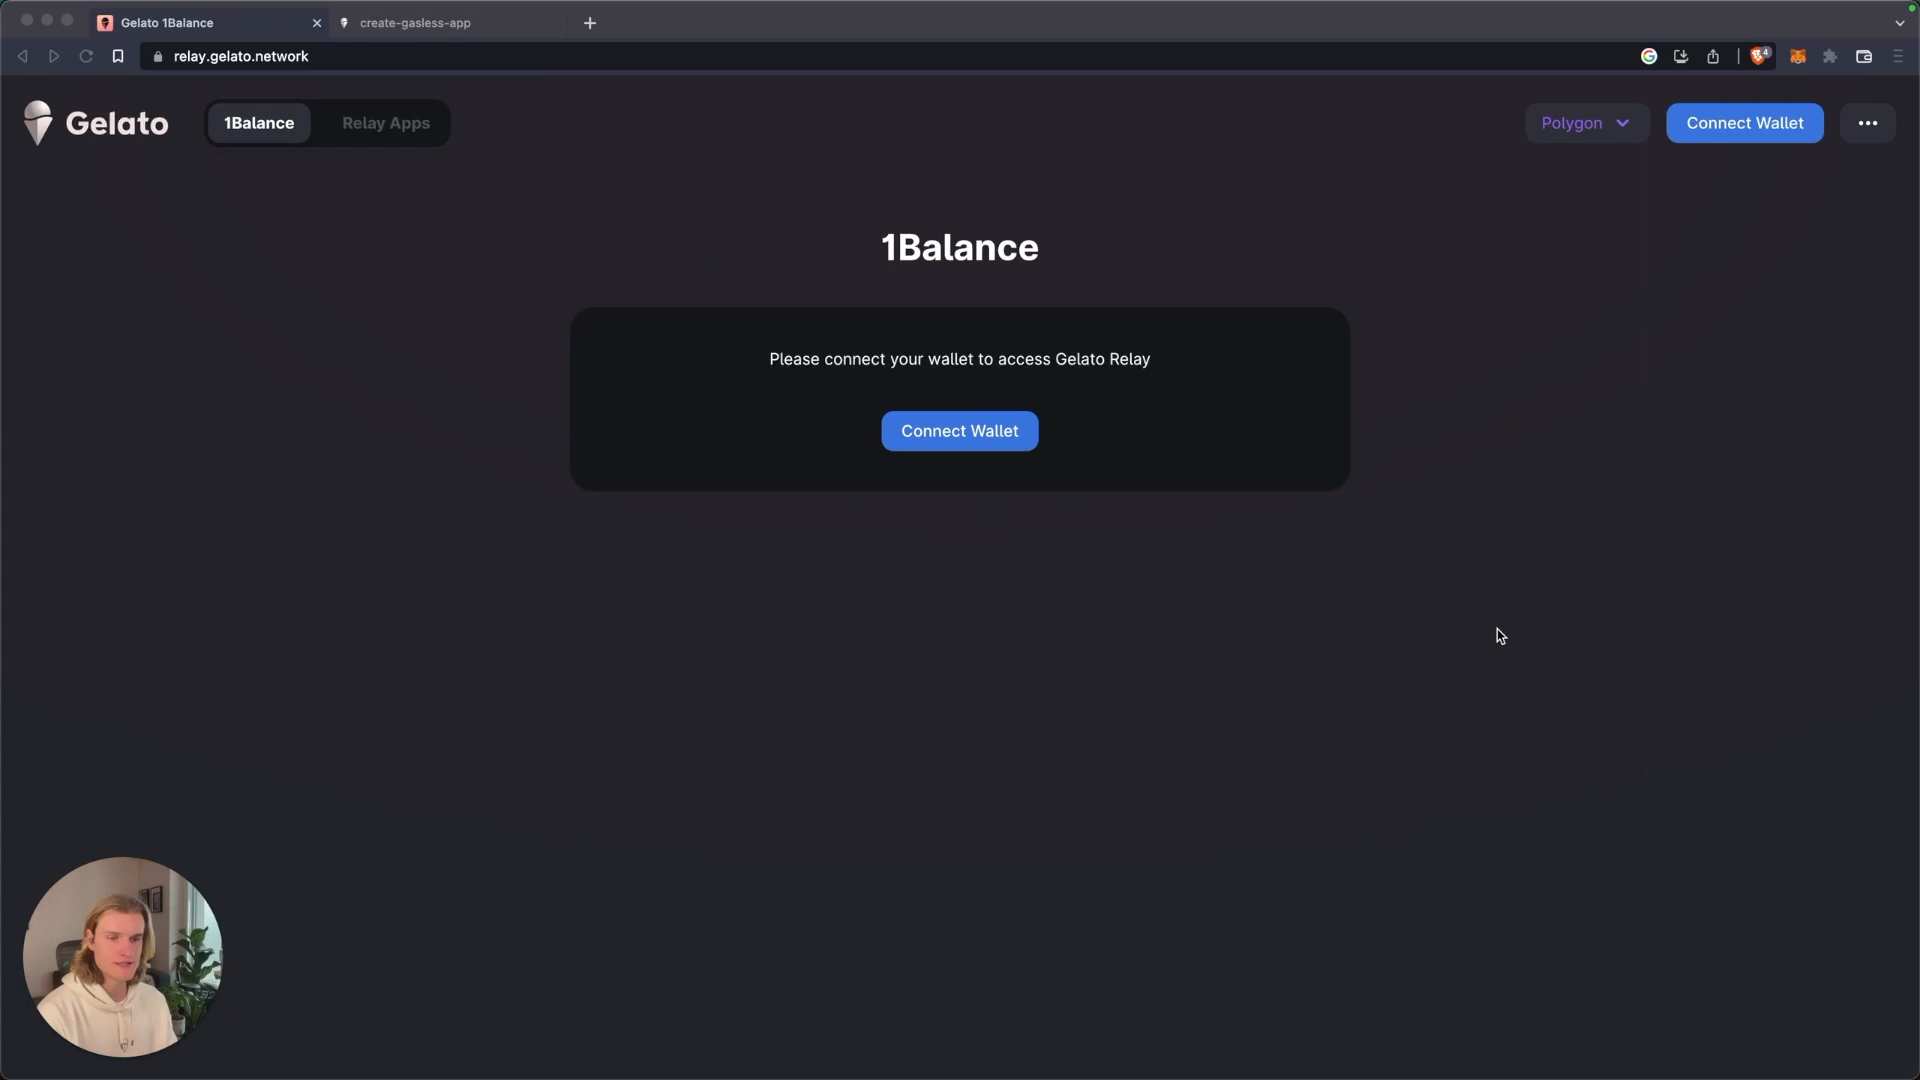 Gelato 1Balance
create-gasless-app
relay.gelato.network
4
Gelato
1Balance
Relay Apps
Polygon
Connect Wallet
1Balance
Please connect your wallet to access Gelato Relay
Connect Wallet